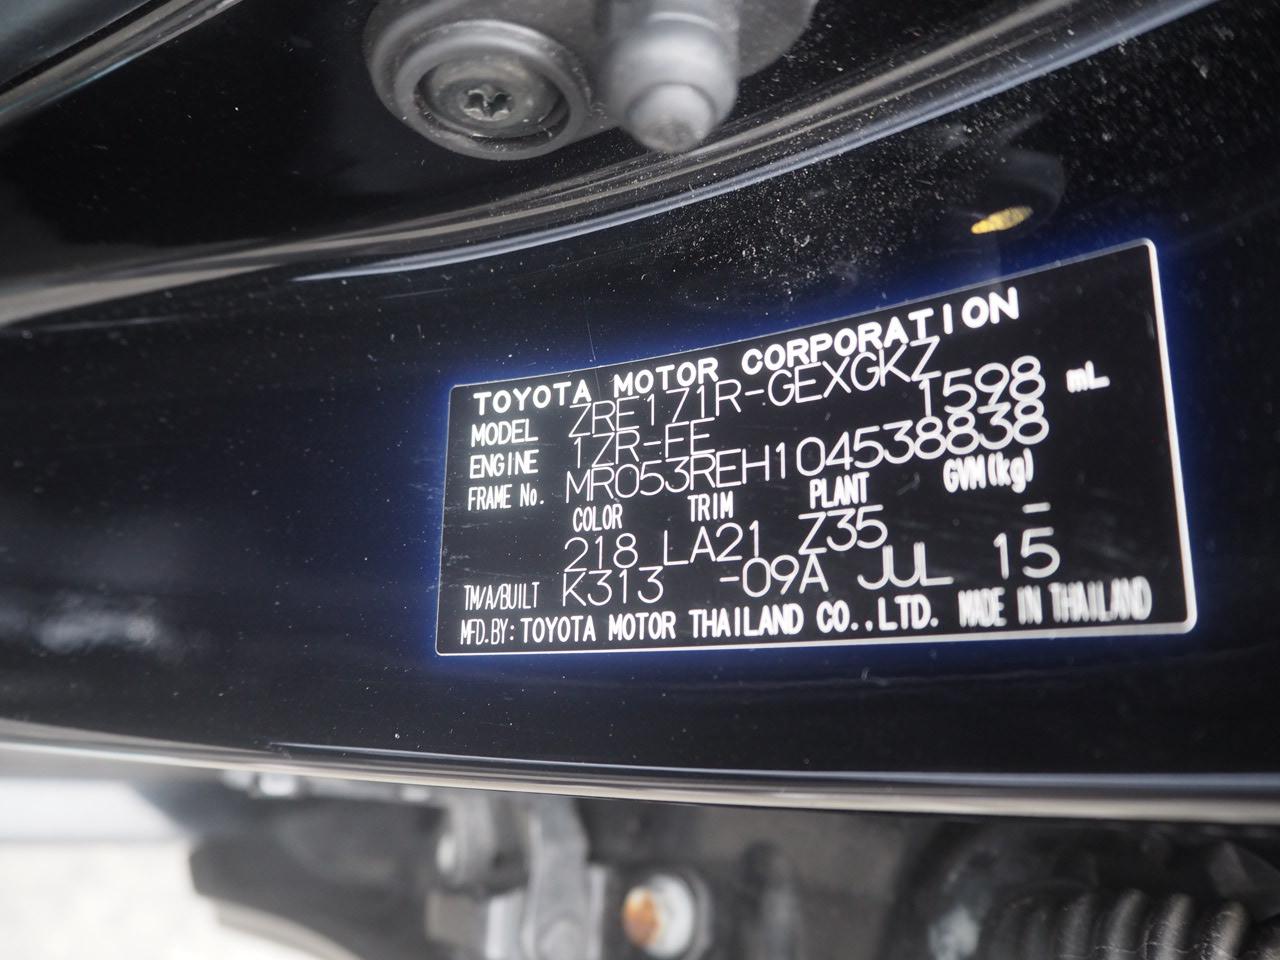 TOYOTA MOTOR CORPORATION
MODEL ZRE171R-GEXGKZ
ENGINE 1ZR-FE 1598 mL
FRAME No. MR053REH104538838
COLOR TRIM PLANT GVM(kg)
218 LA21 Z35 -
TM/A/BUILT K313 -09A JUL 15
MFD.BY: TOYOTA MOTOR THAILAND CO.,LTD. MADE IN THAILAND